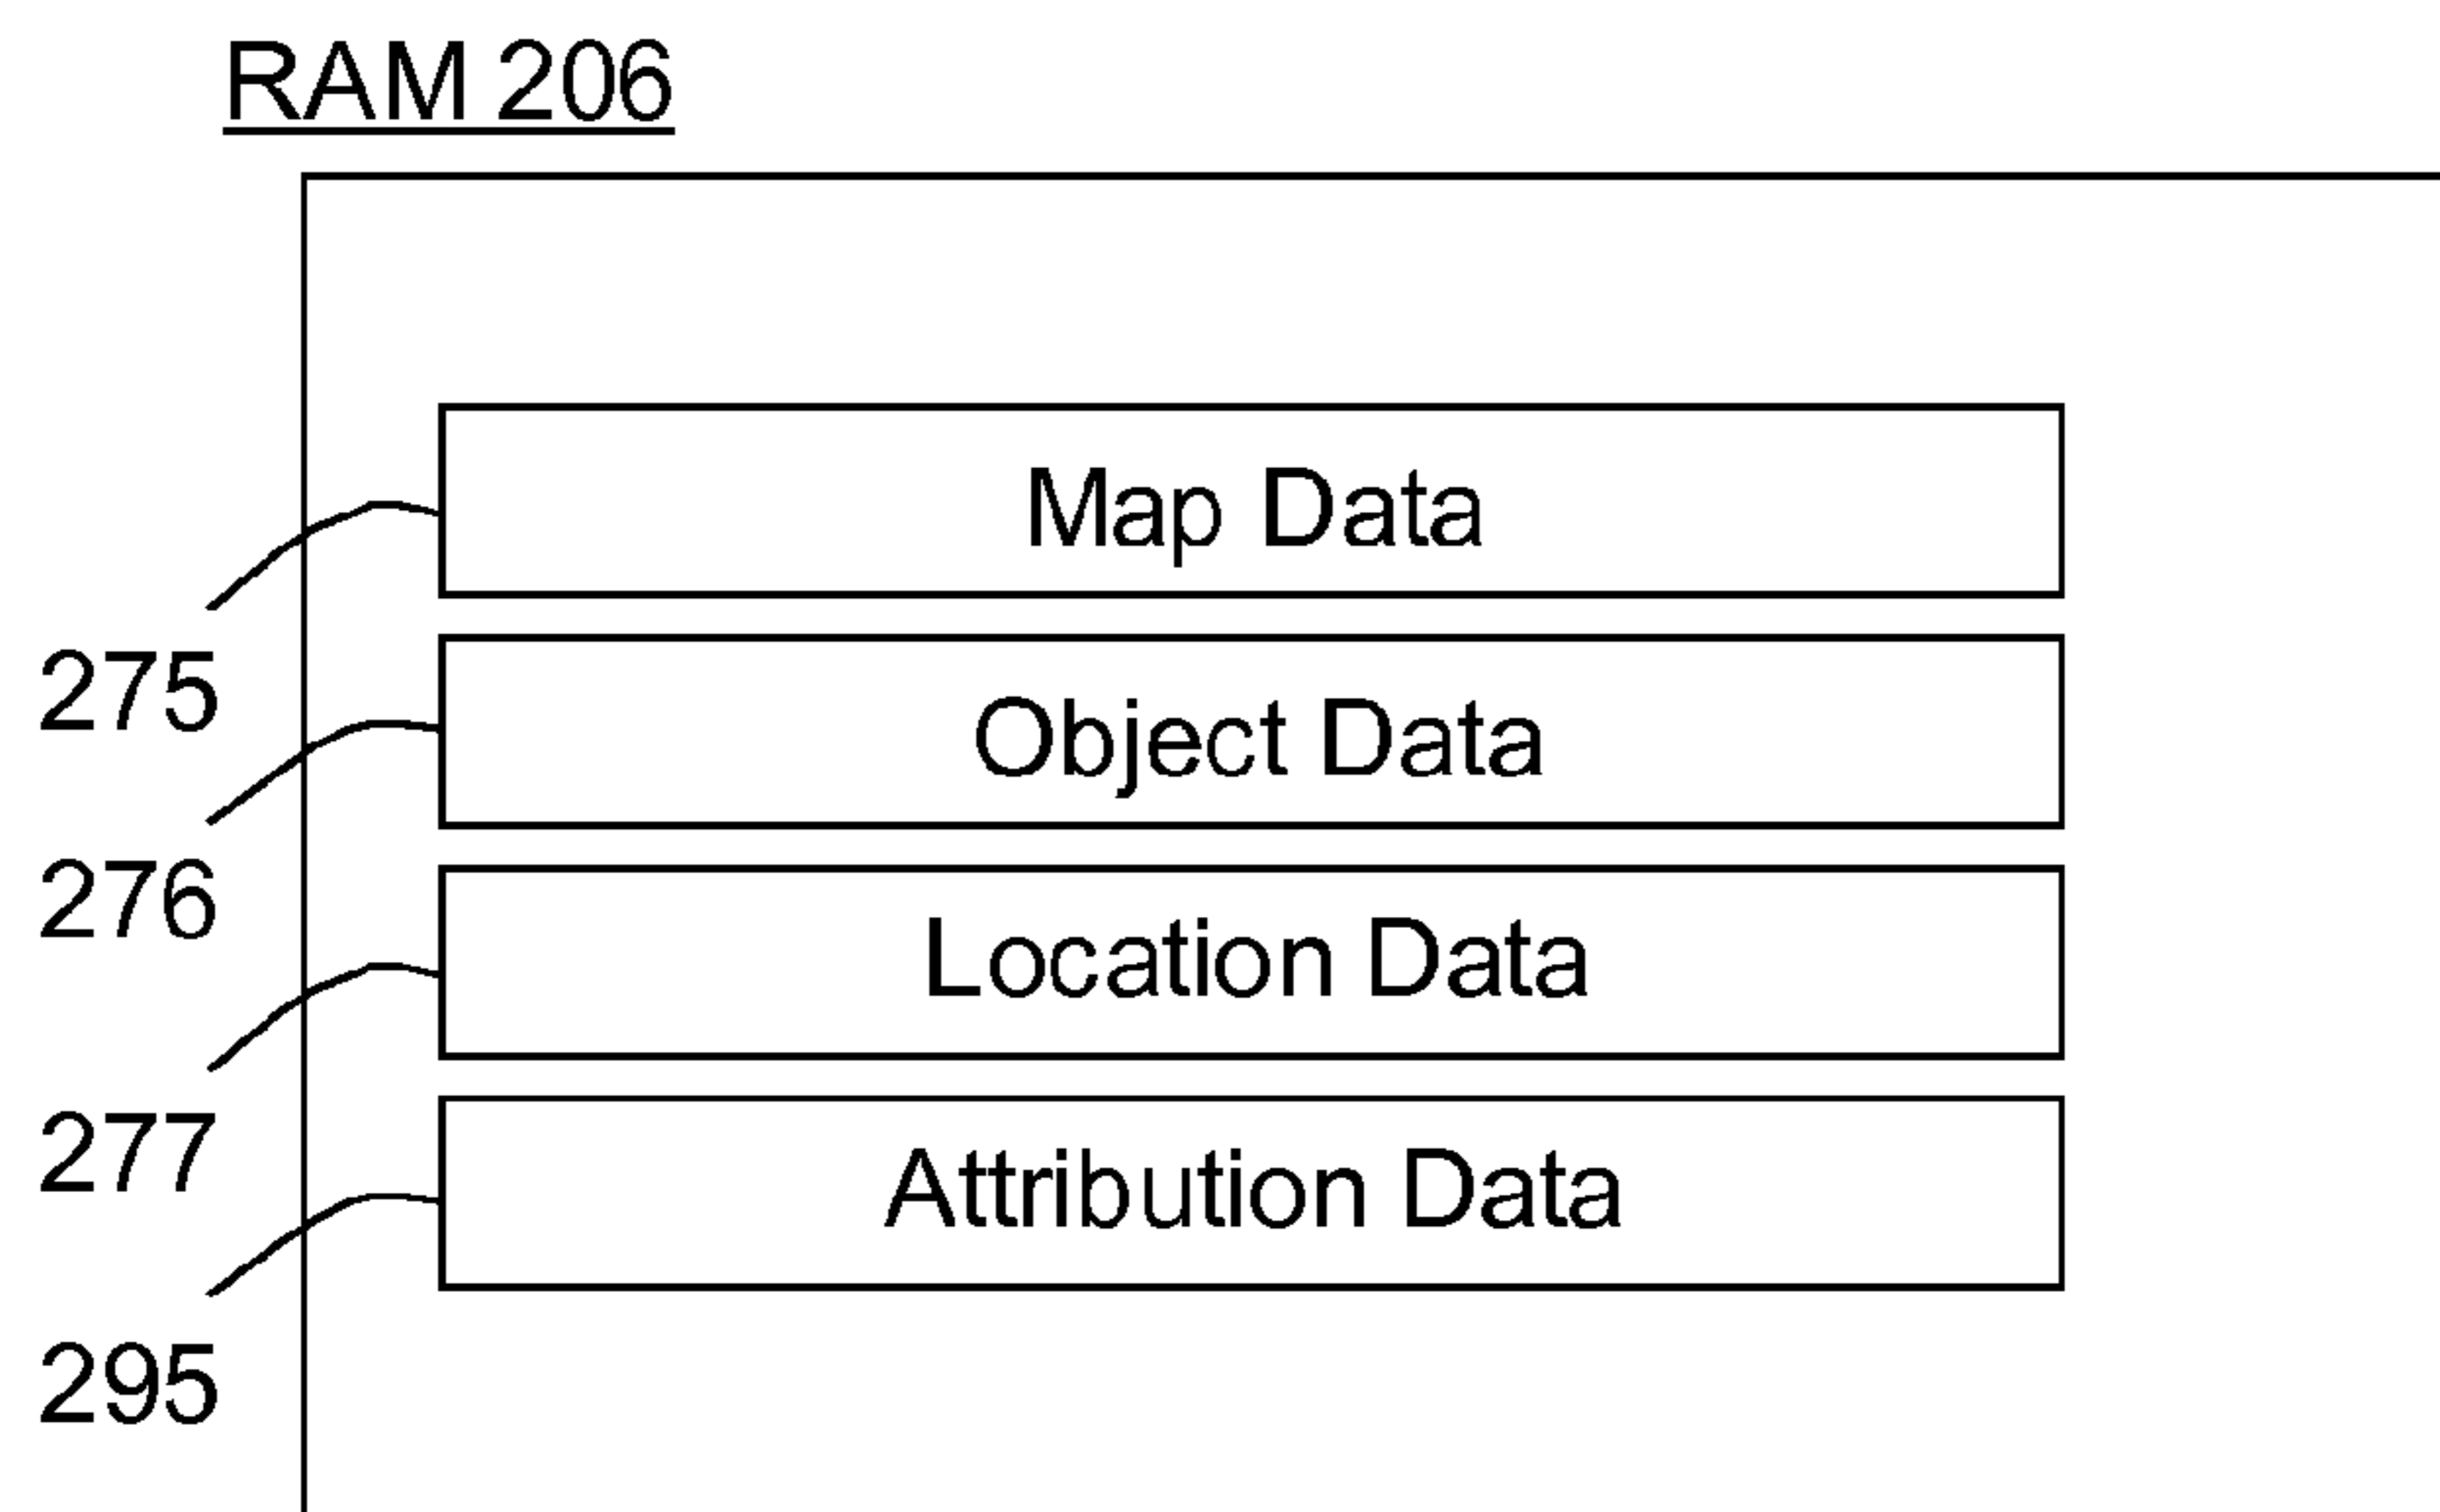 RAM 206
Map Data
275
Object Data
276
Location Data
277
Attribution Data
295